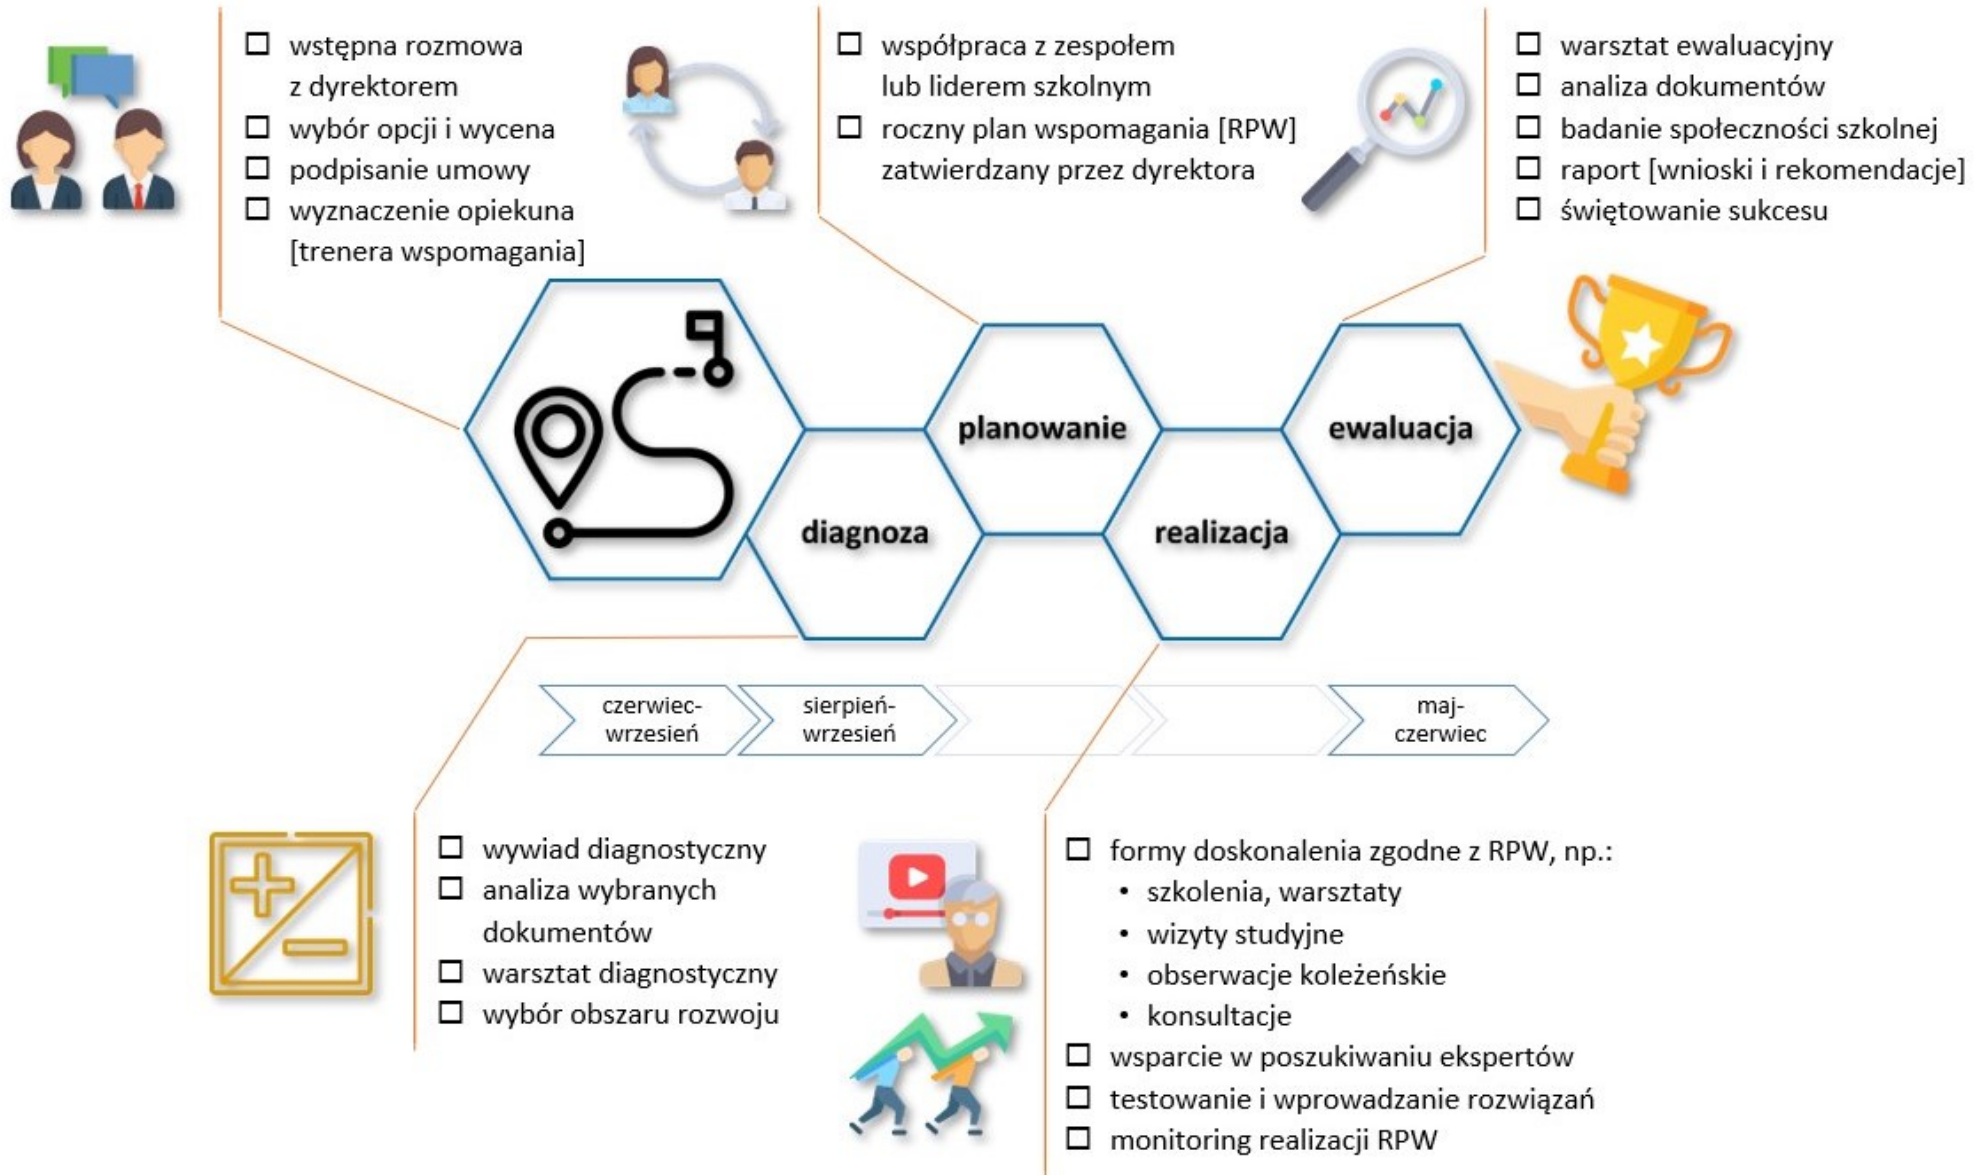 wstępna rozmowa
z dyrektorem
wybór opcji i wycena
podpisanie umowy
wyznaczenie opiekuna
[trenera wspomagania]
współpraca z zespołem
lub liderem szkolnym
roczny plan wspomagania [RPW]
zatwierdzany przez dyrektora
warsztat ewaluacyjny
analiza dokumentów
badanie społeczności szkolnej
raport [wnioski i rekomendacje]
świętowanie sukcesu
planowanie
ewaluacja
diagnoza
realizacja
czerwiec-
wrzesień
sierpień-
wrzesień
maj-
czerwiec
wywiad diagnostyczny
analiza wybranych
dokumentów
warsztat diagnostyczny
wybór obszaru rozwoju
formy doskonalenia zgodne z RPW, np.:
• szkolenia, warsztaty
• wizyty studyjne
• obserwacje koleżeńskie
• konsultacje
wsparcie w poszukiwaniu ekspertów
testowanie i wprowadzanie rozwiązań
monitoring realizacji RPW